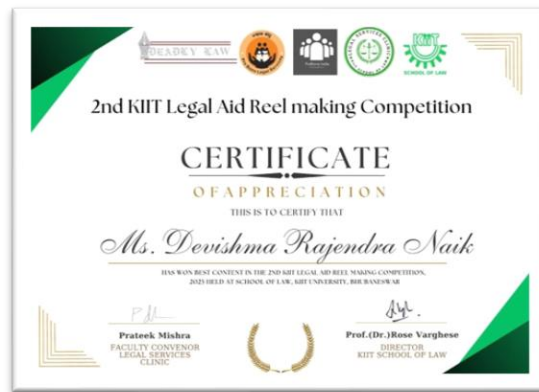 SCHOOL OF LAW
2nd KIIT Legal Aid Reel making Competition
CERTIFICATE
OF APPRECIATION
THIS IS TO CERTIFY THAT
Ms. Devishma Rajendra Naik
HAS WON BEST CONTENT IN THE 2ND KIIT LEGAL AID REEL MAKING COMPETITION,
2023 HELD AT SCHOOL OF LAW, KIIT UNIVERSITY, BHUBANESWAR
Prateek Mishra
FACULTY CONVENOR
LEGAL SERVICES
CLINIC
Prof.(Dr.)Rose Varghese
DIRECTOR
KIIT SCHOOL OF LAW